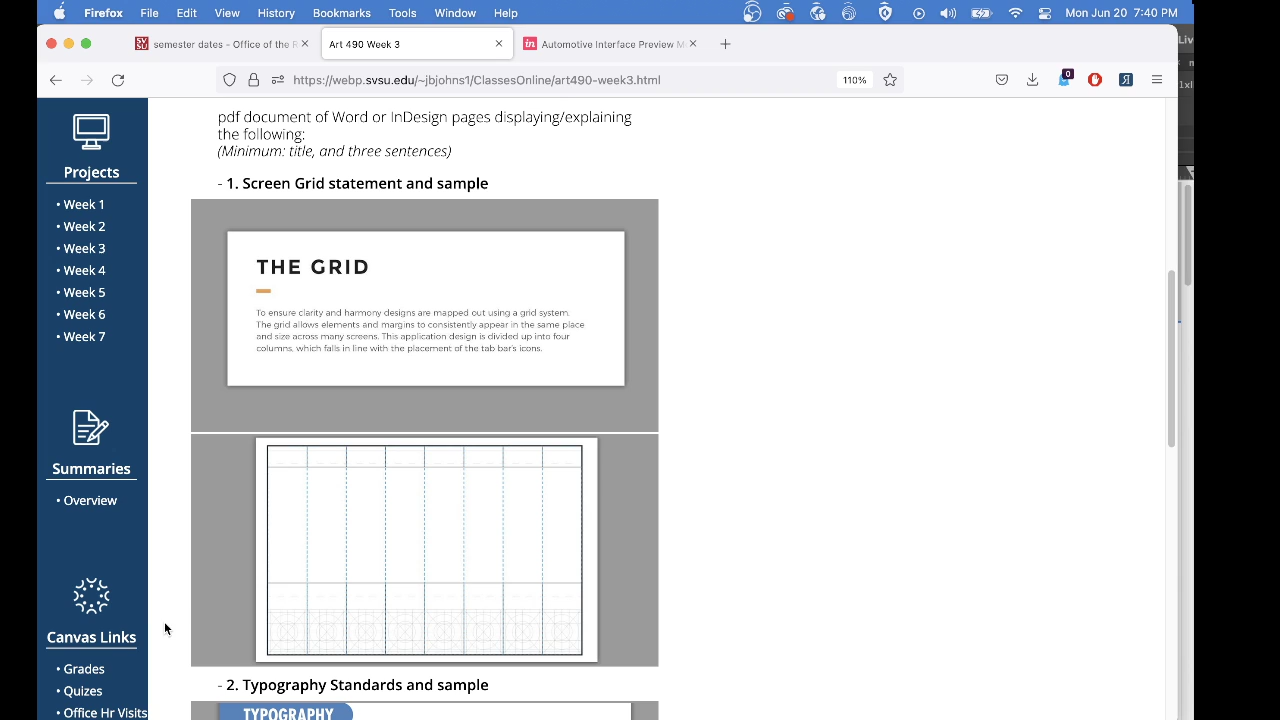 Firefox File Edit View History Bookmarks Tools Window Help Mon Jun 20 7:40 PM
semester dates - Office of the R
Art 490 Week 3
Automotive Interface Preview M
https://webp.svsu.edu/~jbjohns1/ClassesOnline/art490-week3.html
110%
0
Projects
• Week 1
• Week 2
• Week 3
• Week 4
• Week 5
• Week 6
• Week 7
Summaries
• Overview
Canvas Links
• Grades
• Quizes
• Office Hr Visits
pdf document of Word or InDesign pages displaying/explaining
the following:
(Minimum: title, and three sentences)
- 1. Screen Grid statement and sample
THE GRID
To ensure clarity and harmony designs are mapped out using a grid system.
The grid allows elements and margins to consistently appear in the same place
and size across many screens. This application design is divided up into four
columns, which falls in line with the placement of the tab bar's icons.
- 2. Typography Standards and sample
TYPOGRAPHY